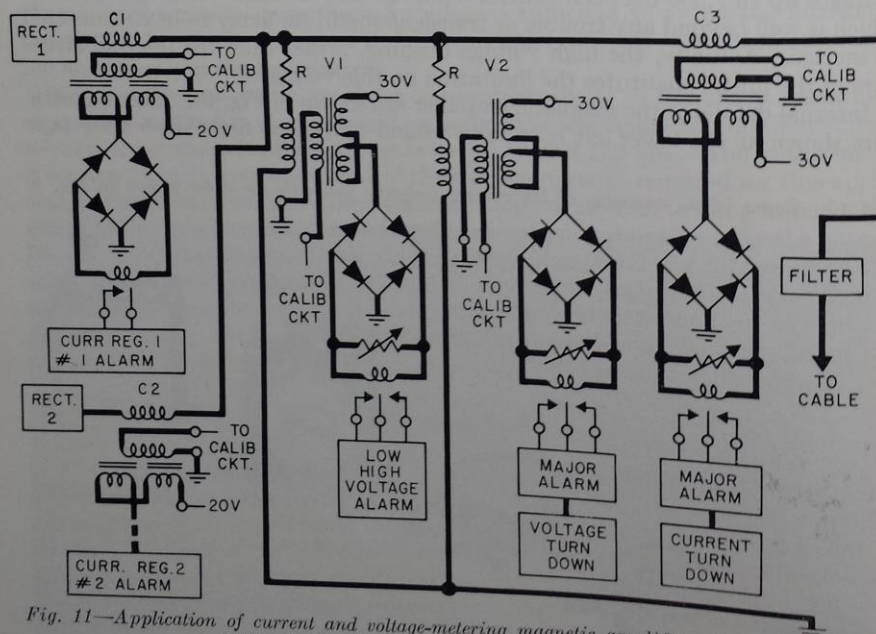 C1
C3
RECT.
1
TO
CALIB
CKT
20V
V1
R
30V
V2
R
30V
TO
CALIB
CKT
30V
TO
CALIB
CKT
TO
CALIB
CKT
FILTER
TO
CABLE
CURR REG. 1
#1 ALARM
C2
RECT.
2
TO
CALIB
CKT.
20V
CURR. REG. 2
#2 ALARM
LOW
HIGH
VOLTAGE
ALARM
MAJOR
ALARM
VOLTAGE
TURN
DOWN
MAJOR
ALARM
CURRENT
TURN
DOWN
Fig. 11—Application of current and voltage-metering magnetic